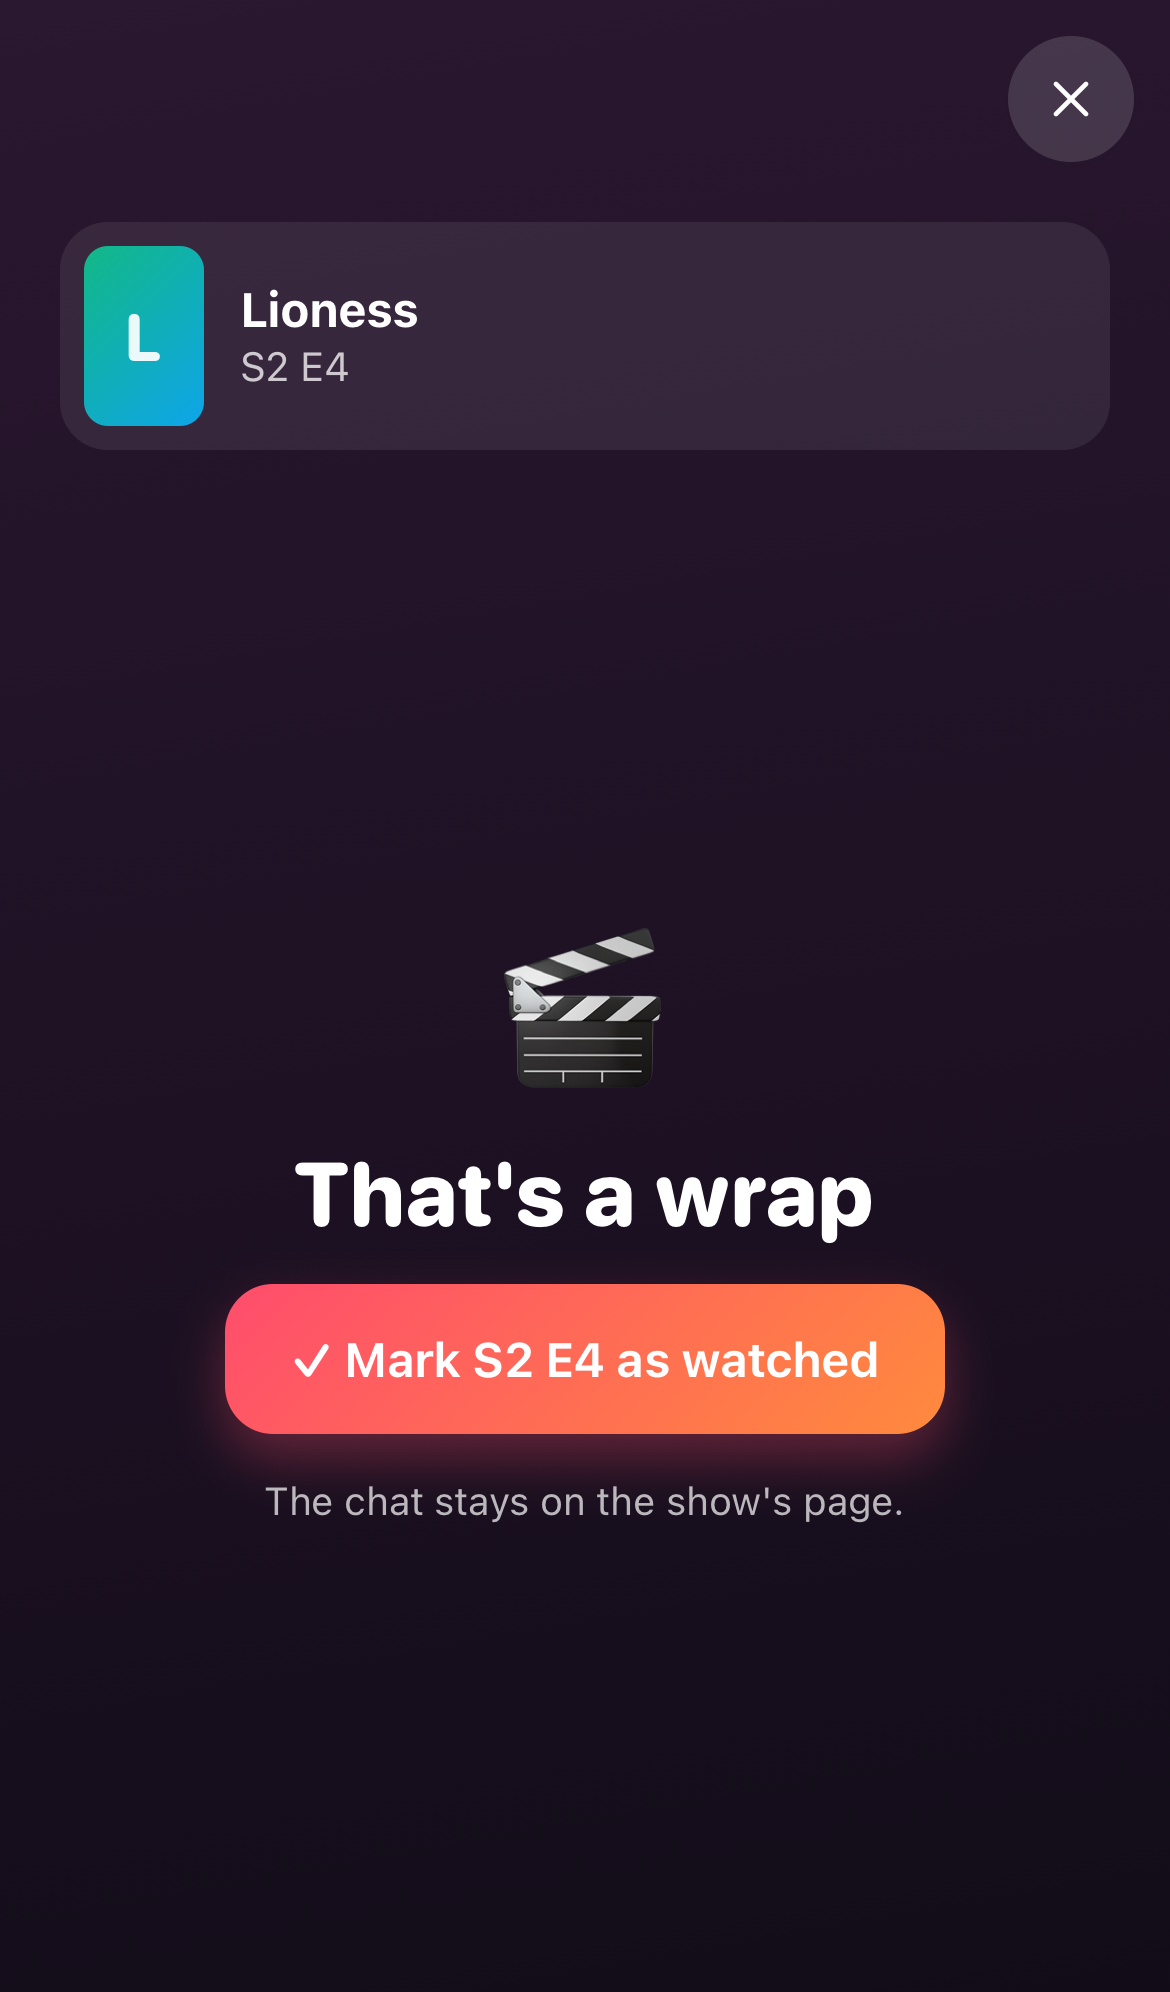 L
Lioness
S2 E4
That's a wrap
✓ Mark S2 E4 as watched
The chat stays on the show's page.